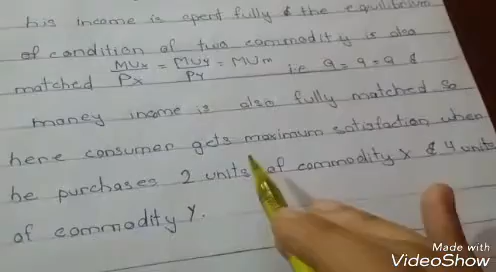 his income is spent fully & the equilibrium
of condition of two commodity is also
matched MUx/Px = MUy/Py = MUm i.e 9 = 9 = 9 &
money income is also fully matched so
here consumer gets maximum satisfaction when
he purchases 2 units of commodity X & 4 units
of commodity Y.
Made with
VideoShow